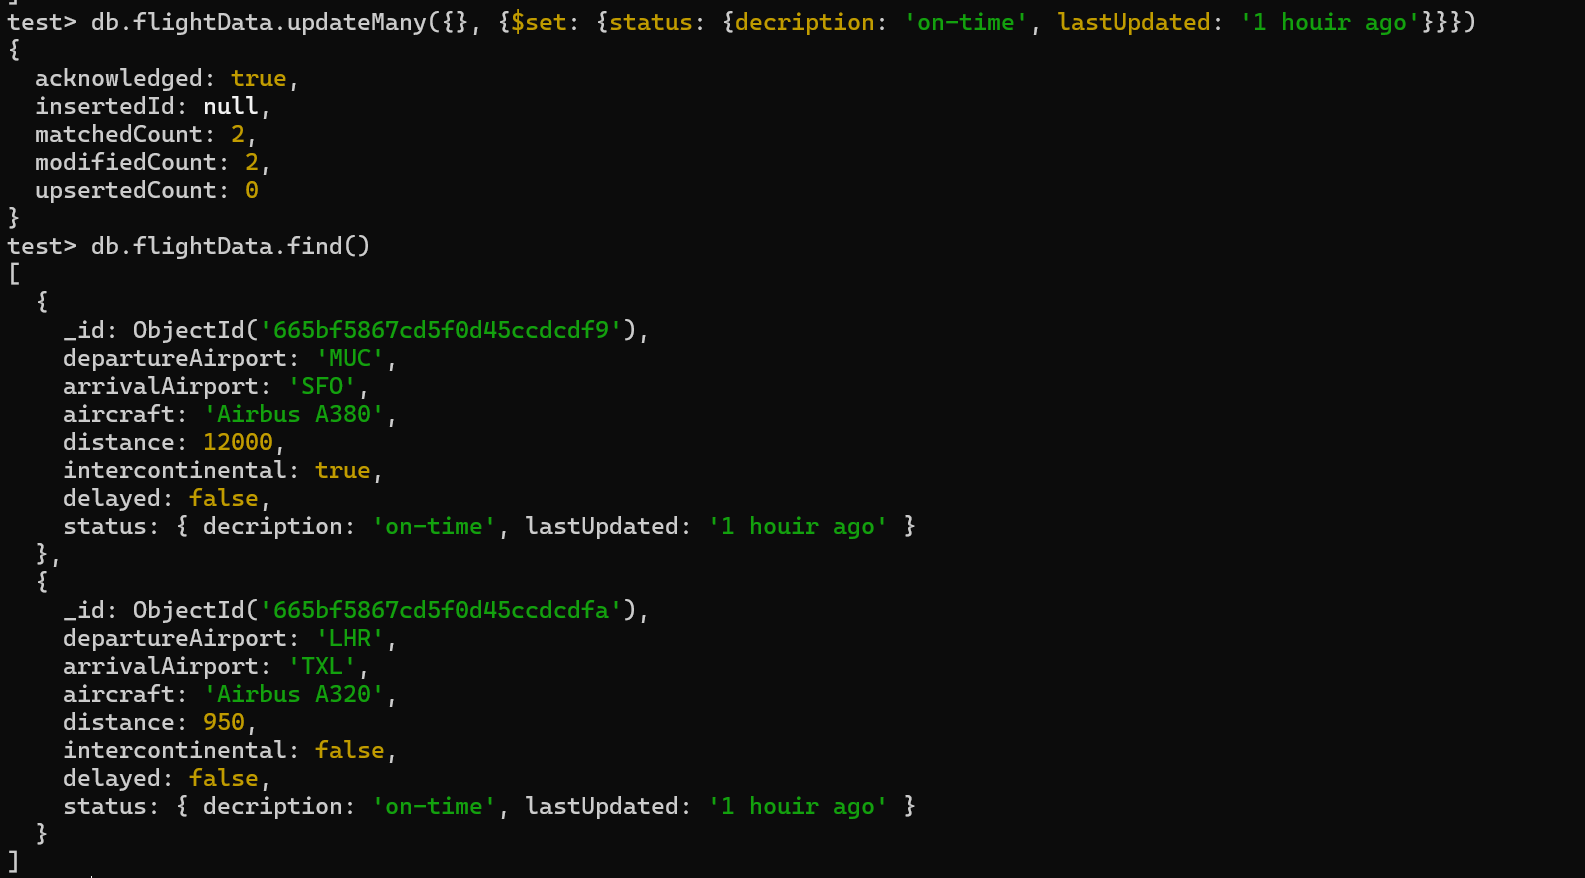 ]
test> db.flightData.updateMany({}, {$set: {status: {decription: 'on-time', lastUpdated: '1 houir ago'}}})
{
  acknowledged: true,
  insertedId: null,
  matchedCount: 2,
  modifiedCount: 2,
  upsertedCount: 0
}
test> db.flightData.find()
[
  {
    _id: ObjectId('665bf5867cd5f0d45ccdcdf9'),
    departureAirport: 'MUC',
    arrivalAirport: 'SFO',
    aircraft: 'Airbus A380',
    distance: 12000,
    intercontinental: true,
    delayed: false,
    status: { decription: 'on-time', lastUpdated: '1 houir ago' }
  },
  {
    _id: ObjectId('665bf5867cd5f0d45ccdcdfa'),
    departureAirport: 'LHR',
    arrivalAirport: 'TXL',
    aircraft: 'Airbus A320',
    distance: 950,
    intercontinental: false,
    delayed: false,
    status: { decription: 'on-time', lastUpdated: '1 houir ago' }
  }
]